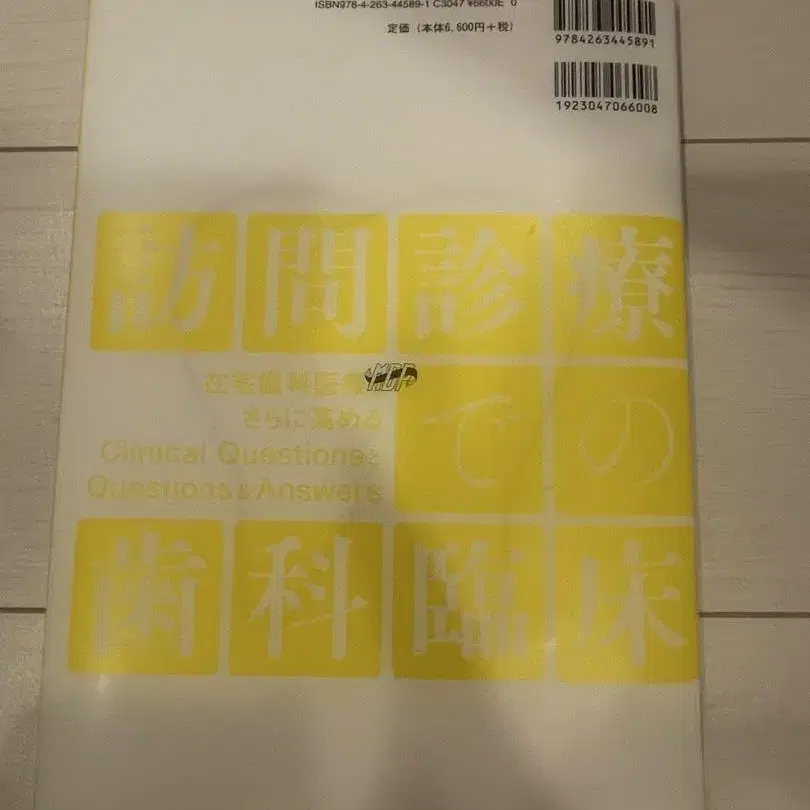 ISBN978-4-263-44589-1 C3047 ¥6600E 0
定価（本体6,600円＋税）
9784263445891
1923047066008
訪問診療
在宅歯科医療
さらに高める
Clinical Questionsと
Questions & Answers
での
歯科臨床